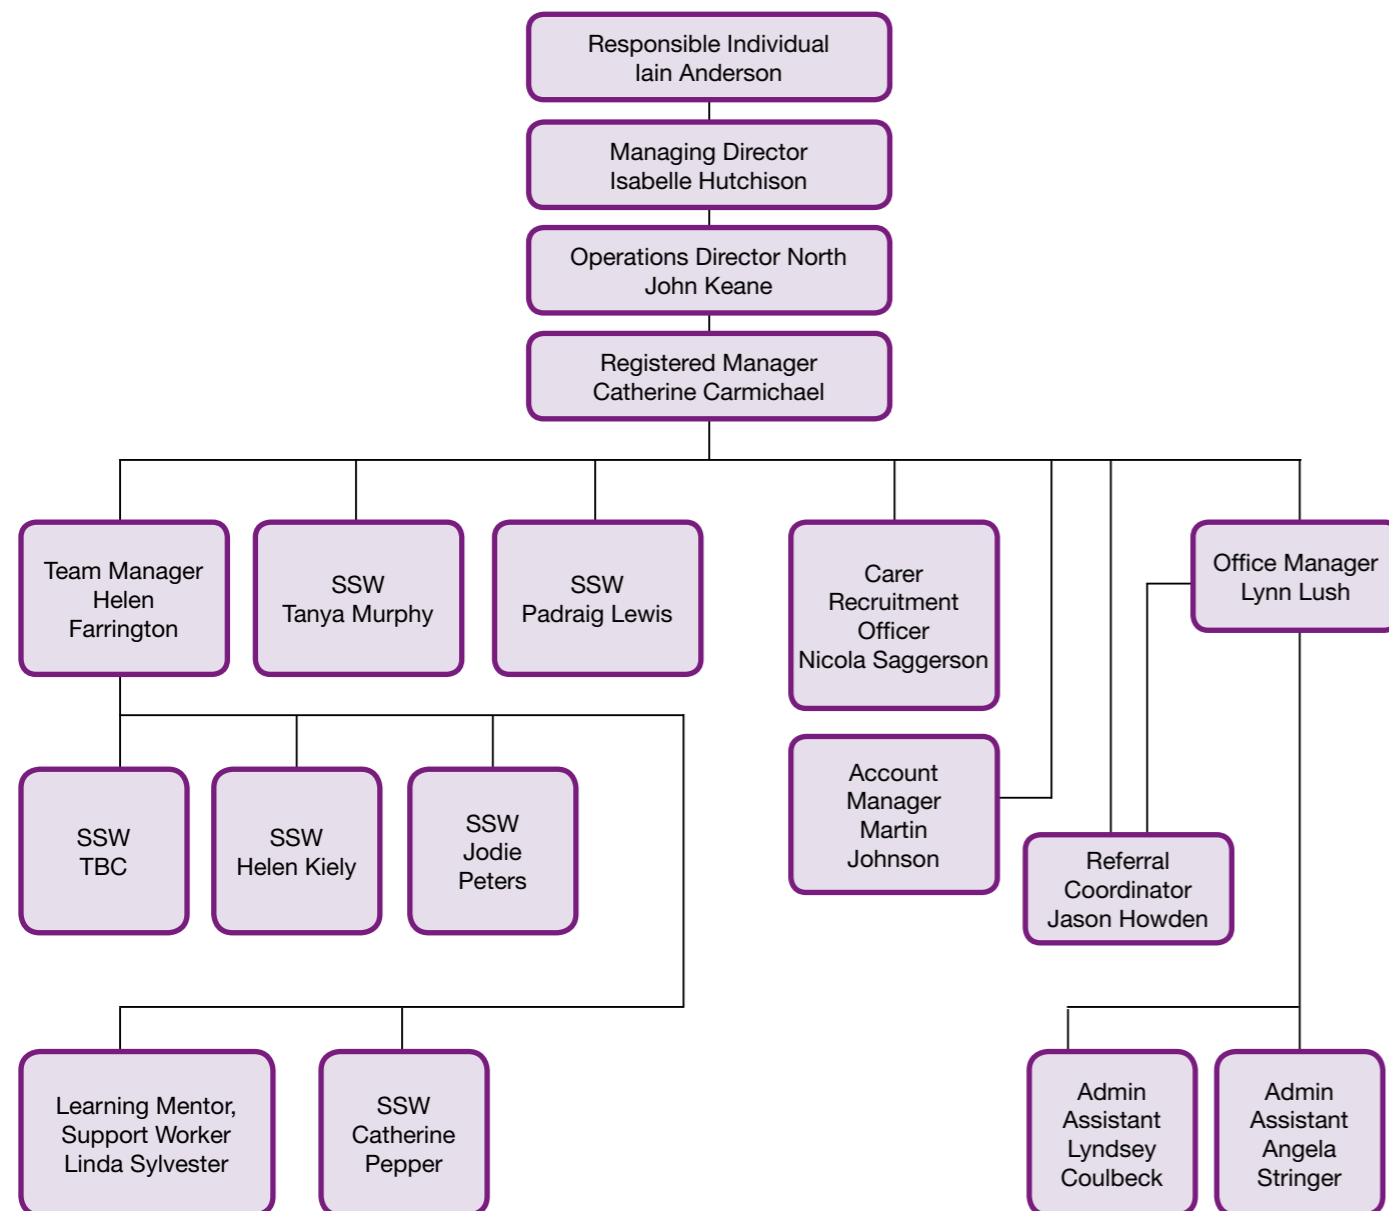 Responsible Individual
Iain Anderson
Managing Director
Isabelle Hutchison
Operations Director North
John Keane
Registered Manager
Catherine Carmichael
Team Manager
Helen
Farrington
SSW
Tanya Murphy
SSW
Padraig Lewis
Carer
Recruitment
Officer
Nicola Saggerson
Office Manager
Lynn Lush
SSW
TBC
SSW
Helen Kiely
SSW
Jodie
Peters
Account
Manager
Martin
Johnson
Referral
Coordinator
Jason Howden
Learning Mentor,
Support Worker
Linda Sylvester
SSW
Catherine
Pepper
Admin
Assistant
Lyndsey
Coulbeck
Admin
Assistant
Angela
Stringer